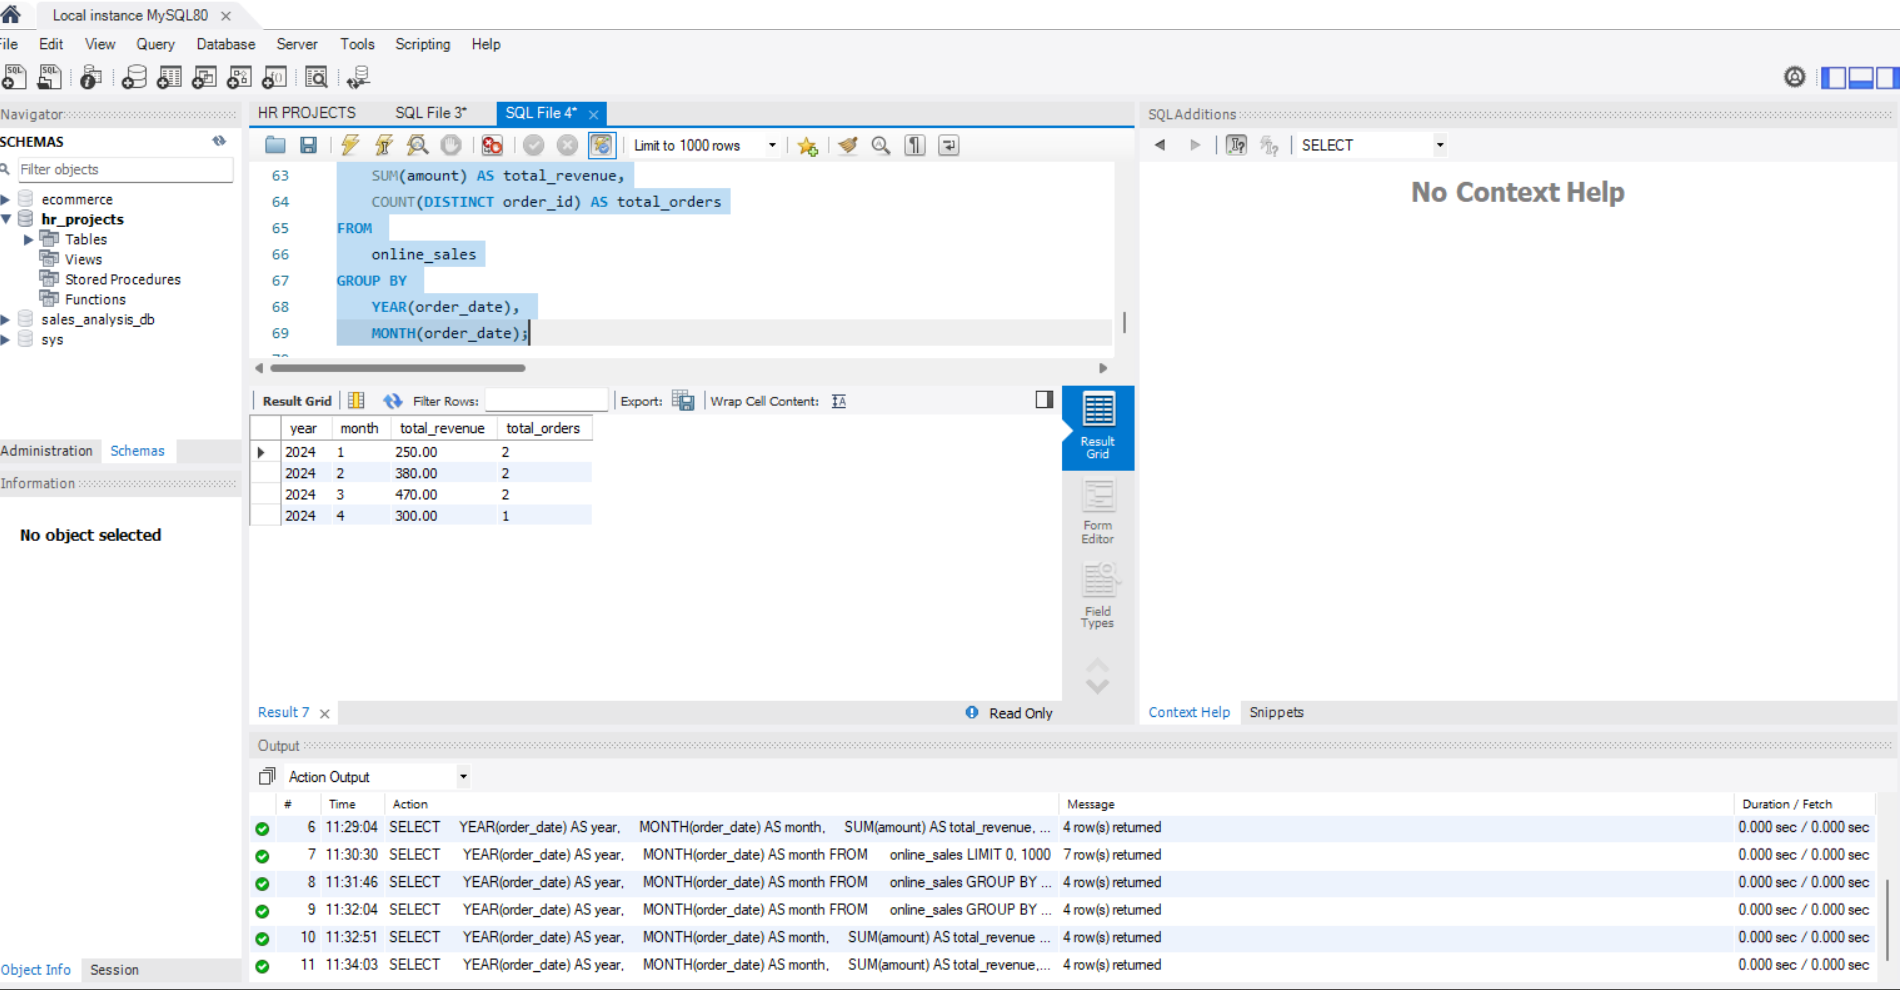 Local instance MySQL80
File Edit View Query Database Server Tools Scripting Help
Navigator
SCHEMAS
Filter objects
ecommerce
hr_projects
Tables
Views
Stored Procedures
Functions
sales_analysis_db
sys
Administration Schemas
Information
No object selected
Object Info Session
HR PROJECTS SQL File 3* SQL File 4*
Limit to 1000 rows
63 SUM(amount) AS total_revenue,
64 COUNT(DISTINCT order_id) AS total_orders
65 FROM
66 online_sales
67 GROUP BY
68 YEAR(order_date),
69 MONTH(order_date);
Result Grid Filter Rows: Export: Wrap Cell Content:
year month total_revenue total_orders
2024 1 250.00 2
2024 2 380.00 2
2024 3 470.00 2
2024 4 300.00 1
Result
Grid
Form
Editor
Field
Types
Result 7 Read Only
SQLAdditions
SELECT
No Context Help
Context Help Snippets
Output
Action Output
# Time Action Message Duration / Fetch
6 11:29:04 SELECT YEAR(order_date) AS year, MONTH(order_date) AS month, SUM(amount) AS total_revenue, ... 4 row(s) returned 0.000 sec / 0.000 sec
7 11:30:30 SELECT YEAR(order_date) AS year, MONTH(order_date) AS month FROM online_sales LIMIT 0, 1000 7 row(s) returned 0.000 sec / 0.000 sec
8 11:31:46 SELECT YEAR(order_date) AS year, MONTH(order_date) AS month FROM online_sales GROUP BY ... 4 row(s) returned 0.000 sec / 0.000 sec
9 11:32:04 SELECT YEAR(order_date) AS year, MONTH(order_date) AS month FROM online_sales GROUP BY ... 4 row(s) returned 0.000 sec / 0.000 sec
10 11:32:51 SELECT YEAR(order_date) AS year, MONTH(order_date) AS month, SUM(amount) AS total_revenue ... 4 row(s) returned 0.000 sec / 0.000 sec
11 11:34:03 SELECT YEAR(order_date) AS year, MONTH(order_date) AS month, SUM(amount) AS total_revenue,... 4 row(s) returned 0.000 sec / 0.000 sec